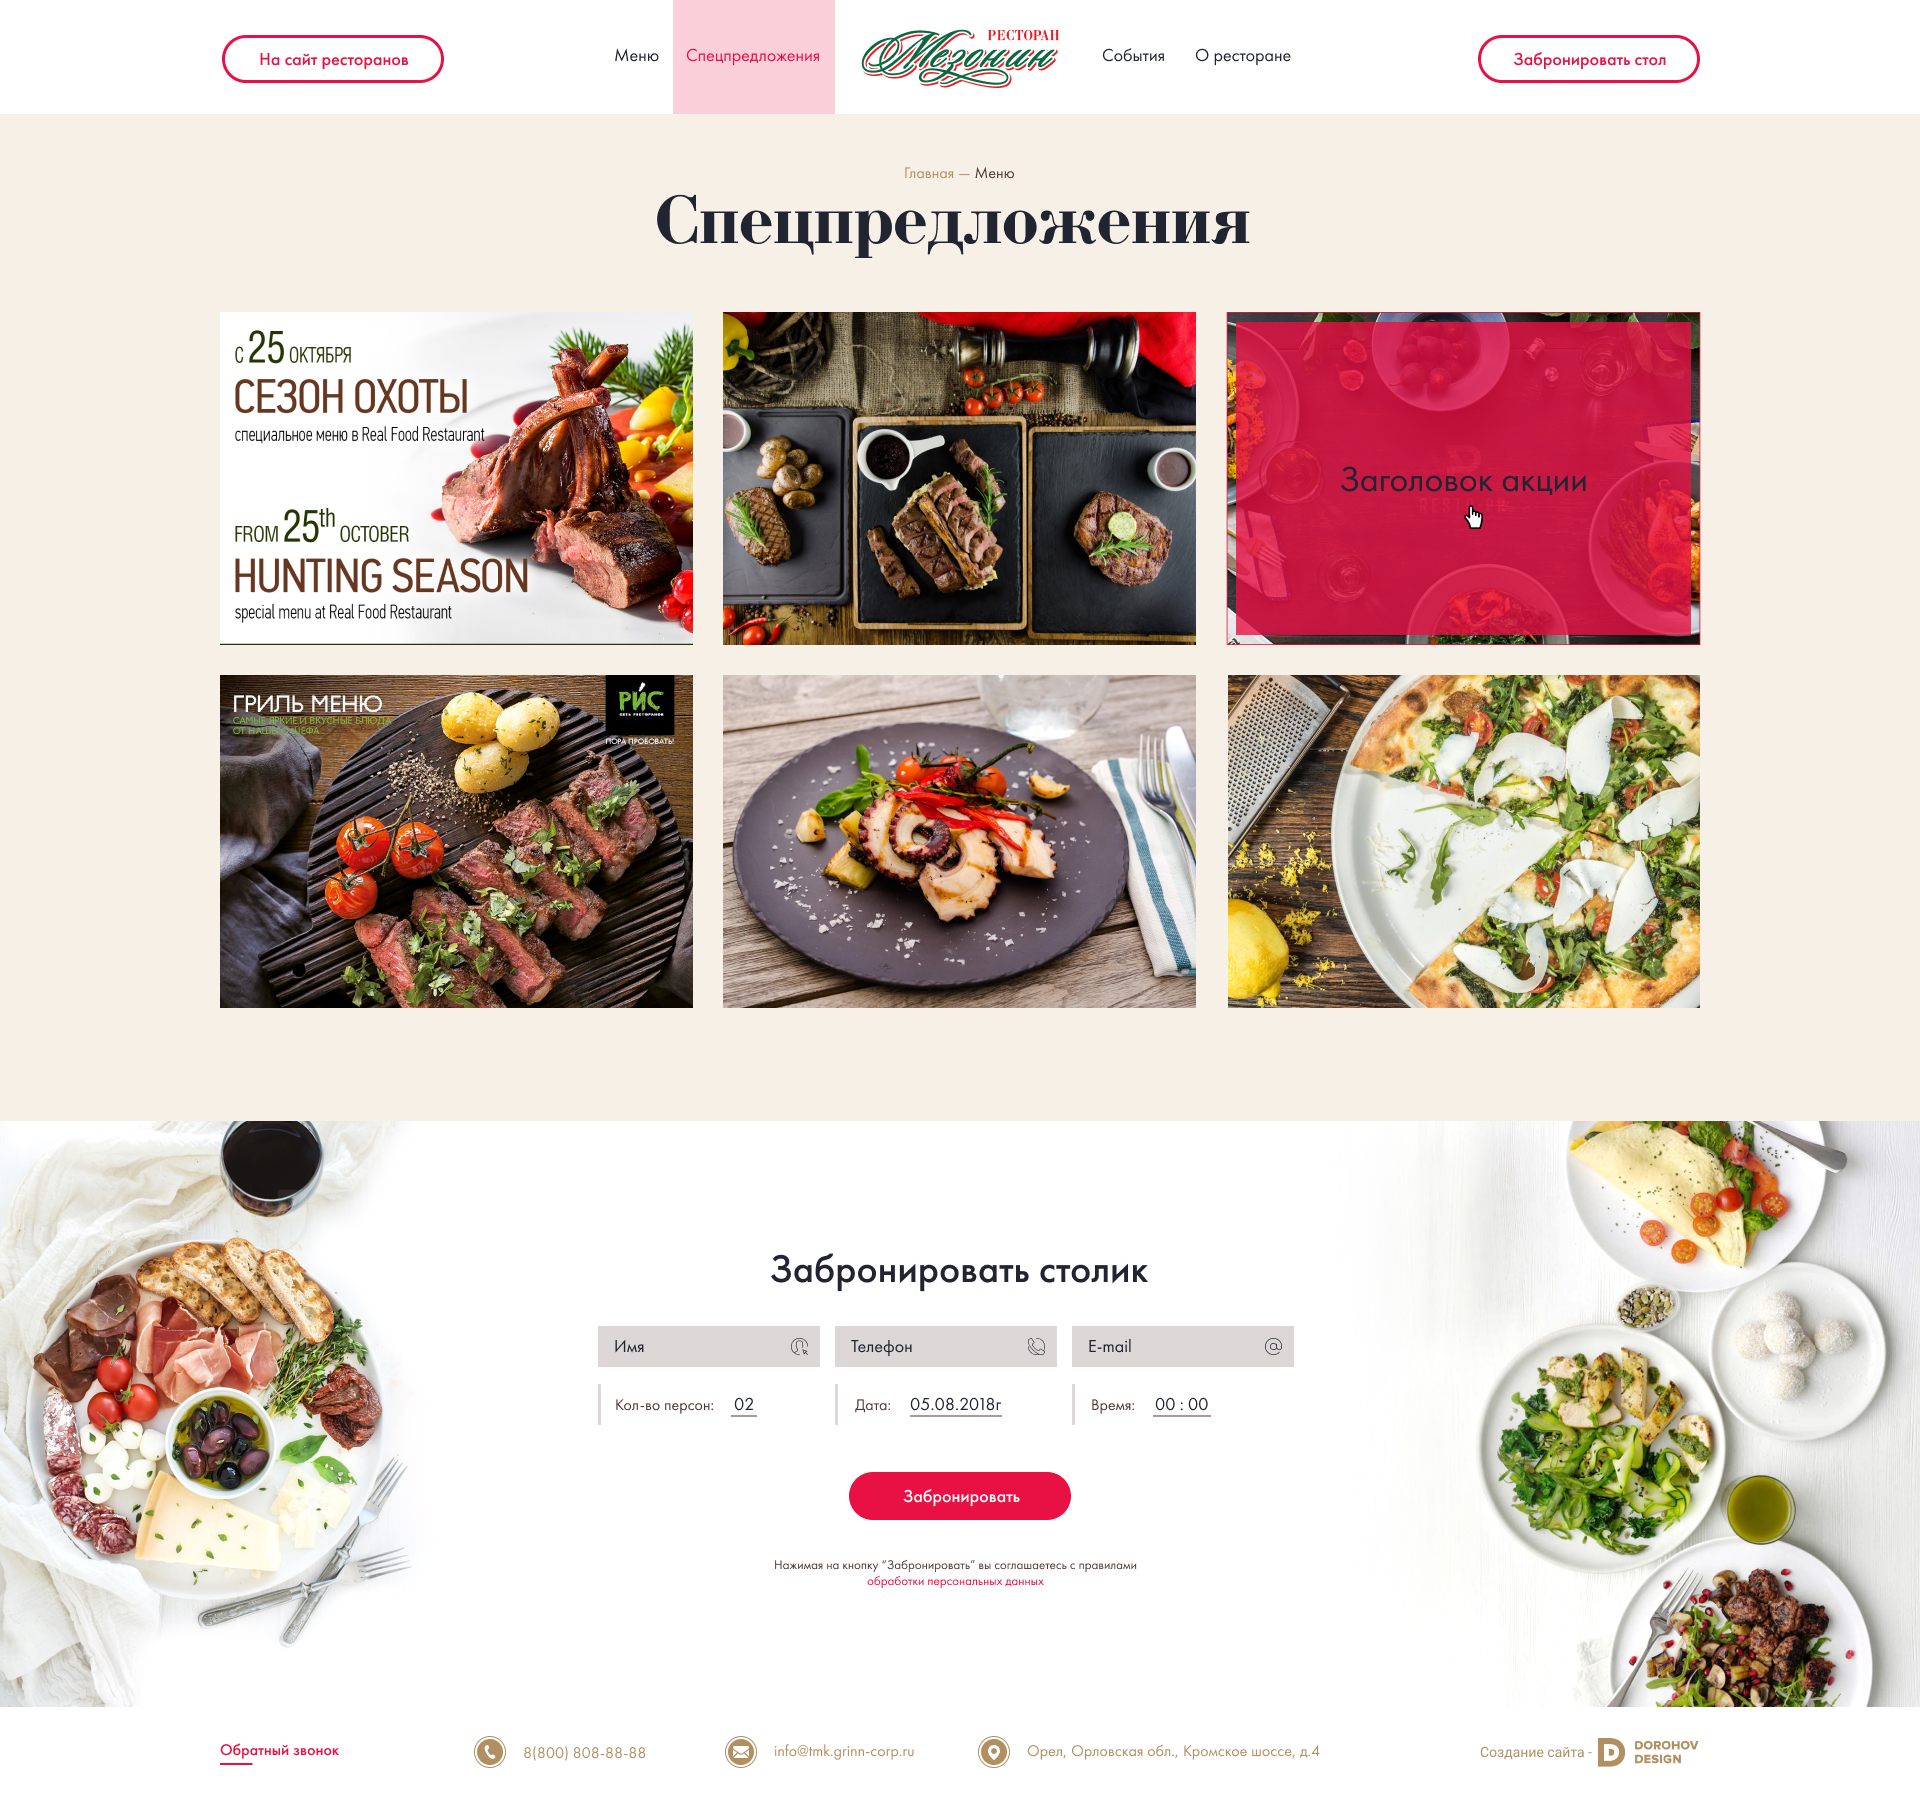 На сайт ресторанов
Меню
Спецпредложения
РЕСТОРАН
Мезонин
События
О ресторане
Забронировать стол
Главная — Меню
Спецпредложения
С 25 ОКТЯБРЯ
СЕЗОН ОХОТЫ
специальное меню в Real Food Restaurant
FROM 25th OCTOBER
HUNTING SEASON
special menu at Real Food Restaurant
Заголовок акции
ГРИЛЬ МЕНЮ
САМЫЕ ЯРКИЕ И ВКУСНЫЕ БЛЮДА
ОТ НАШЕГО ШЕФА
РИС
СЕТЬ РЕСТОРАНОВ
ПОРА ПРОБОВАТЬ!
Забронировать столик
Имя
Телефон
E-mail
Кол-во персон: 02
Дата: 05.08.2018г
Время: 00 : 00
Забронировать
Нажимая на кнопку “Забронировать” вы соглашаетесь с правилами
обработки персональных данных
Обратный звонок
8(800) 808-88-88
info@tmk.grinn-corp.ru
Орел, Орловская обл., Кромское шоссе, д.4
Создание сайта -
DOROHOV
DESIGN